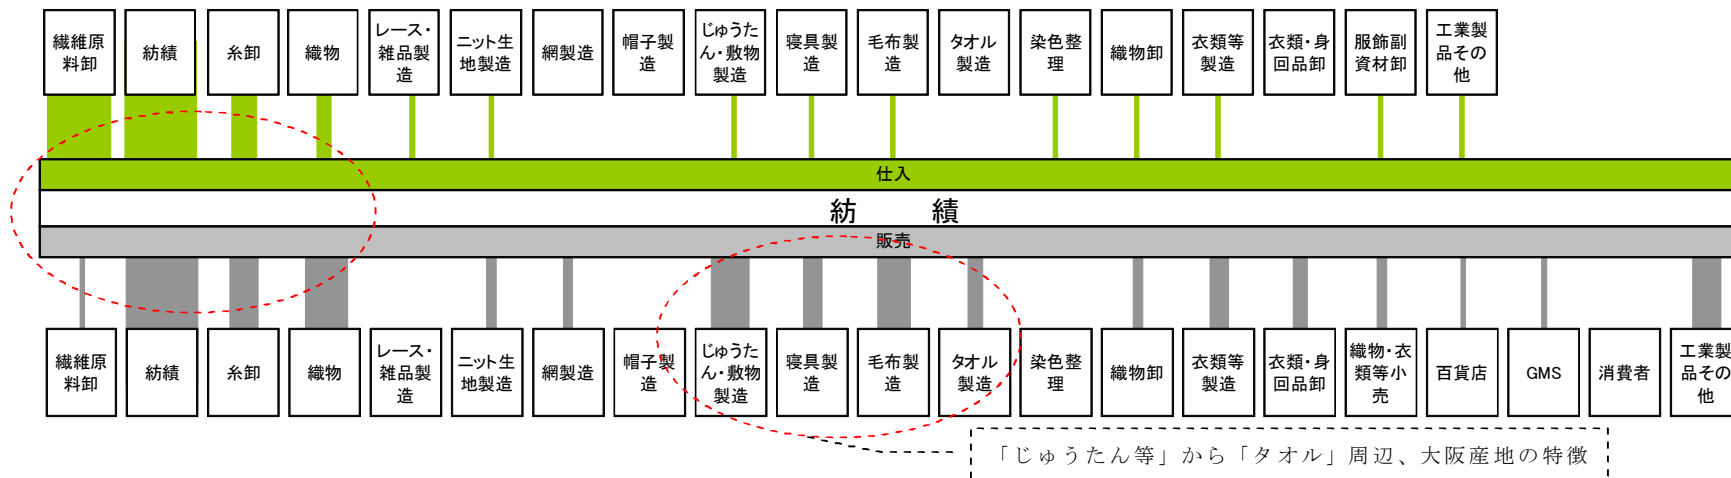 繊維原
料卸
紡績
糸卸
織物
レース・
雑品製
造
ニット生
地製造
網製造
帽子製
造
じゅうた
ん・敷物
製造
寝具製
造
毛布製
造
タオル
製造
染色整
理
織物卸
衣類等
製造
衣類・身
回品卸
服飾副
資材卸
工業製
品その
他
仕入
紡 績
販売
繊維原
料卸
紡績
糸卸
織物
レース・
雑品製
造
ニット生
地製造
網製造
帽子製
造
じゅうた
ん・敷物
製造
寝具製
造
毛布製
造
タオル
製造
染色整
理
織物卸
衣類等
製造
衣類・身
回品卸
織物・衣
類等小
売
百貨店
GMS
消費者
工業製
品その
他
「じゅうたん等」から「タオル」周辺、大阪産地の特徴